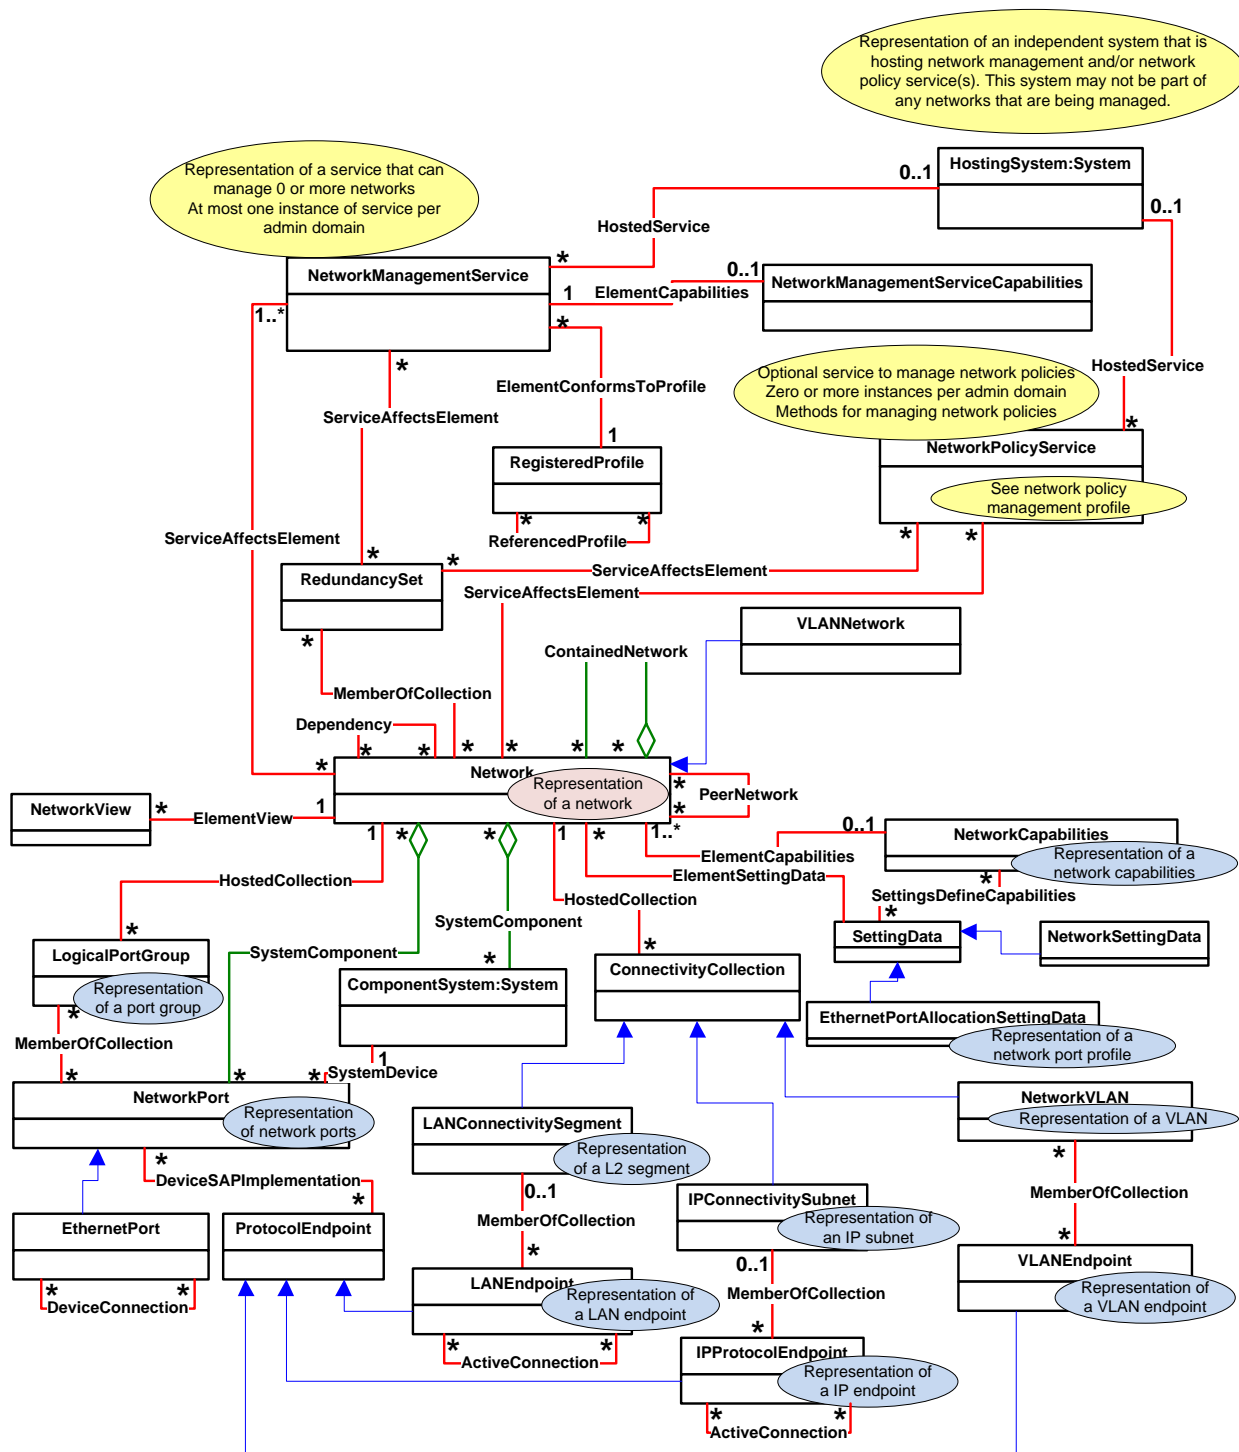 Representation of an independent system that is
hosting network management and/or network
policy service(s). This system may not be part of
any networks that are being managed.
Representation of a service that can
manage 0 or more networks
At most one instance of service per
admin domain
HostingSystem:System
0..1
0..1
HostedService
*
NetworkManagementService
0..1
NetworkManagementServiceCapabilities
1
ElementCapabilities
1..*
*
*
HostedService
Optional service to manage network policies
Zero or more instances per admin domain
Methods for managing network policies
ElementConformsToProfile
ServiceAffectsElement
1
*
NetworkPolicyService
RegisteredProfile
See network policy
management profile
*
*
*
*
ServiceAffectsElement
ReferencedProfile
*
*
ServiceAffectsElement
RedundancySet
ServiceAffectsElement
*
VLANNetwork
ContainedNetwork
MemberOfCollection
Dependency
*
*
*
*
*
*
*
Network
Representation
of a network
*
PeerNetwork
*
NetworkView
*
ElementView
1
1
*
*
1
*
1..*
0..1
NetworkCapabilities
Representation of a
network capabilities
ElementCapabilities
ElementSettingData
HostedCollection
HostedCollection
*
SettingsDefineCapabilities
*
SystemComponent
*
*
SettingData
NetworkSettingData
LogicalPortGroup
SystemComponent
*
ConnectivityCollection
Representation
of a port group
ComponentSystem:System
*
EthernetPortAllocationSettingData
Representation of a
network port profile
MemberOfCollection
1
SystemDevice
*
*
*
NetworkPort
Representation
of network ports
NetworkVLAN
Representation of a VLAN
LANConnectivitySegment
Representation
of a L2 segment
*
*
DeviceSAPImplementation
*
0..1
IPConnectivitySubnet
Representation of
an IP subnet
MemberOfCollection
EthernetPort
ProtocolEndpoint
MemberOfCollection
*
*
VLANEndpoint
Representation of
a VLAN endpoint
0..1
LANEndpoint
Representation of
a LAN endpoint
MemberOfCollection
*
*
DeviceConnection
*
*
*
IPProtocolEndpoint
Representation of
a IP endpoint
ActiveConnection
*
*
ActiveConnection